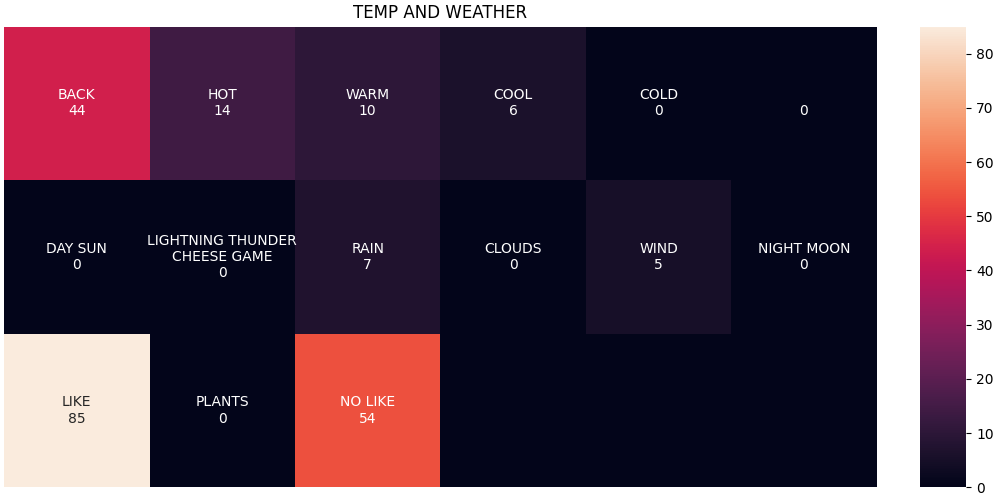 TEMP AND WEATHER
BACK
44
HOT
14
WARM
10
COOL
6
COLD
0
0
DAY SUN
0
LIGHTNING THUNDER
CHEESE GAME
0
RAIN
7
CLOUDS
0
WIND
5
NIGHT MOON
0
LIKE
85
PLANTS
0
NO LIKE
54
80
70
60
50
40
30
20
10
0